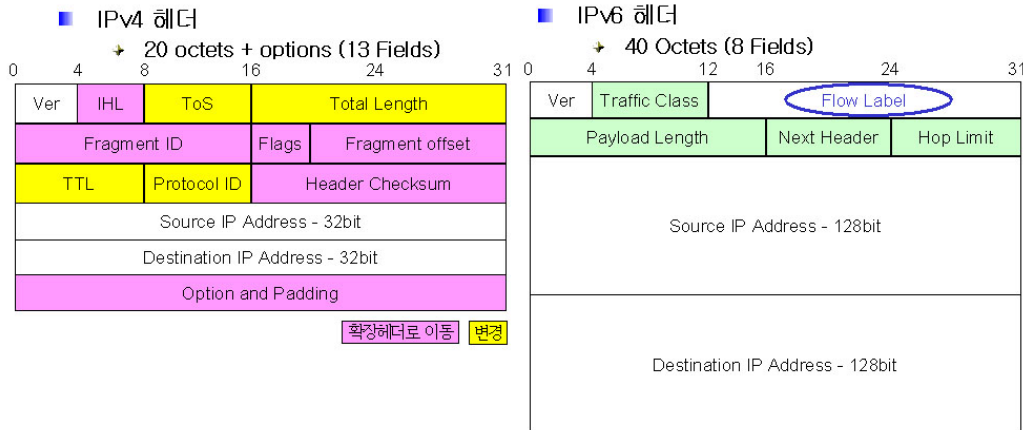 IPv4 헤더
20 octets + options (13 Fields)
0 4 8 16 24 31
Ver IHL ToS Total Length
Fragment ID Flags Fragment offset
TTL Protocol ID Header Checksum
Source IP Address - 32bit
Destination IP Address - 32bit
Option and Padding
확장헤더로 이동 변경
IPv6 헤더
40 Octets (8 Fields)
0 4 12 16 24 31
Ver Traffic Class Flow Label
Payload Length Next Header Hop Limit
Source IP Address - 128bit
Destination IP Address - 128bit